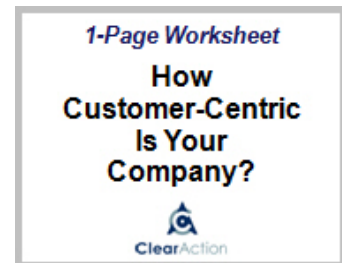 1-Page Worksheet
How
Customer-Centric
Is Your
Company?
ClearAction